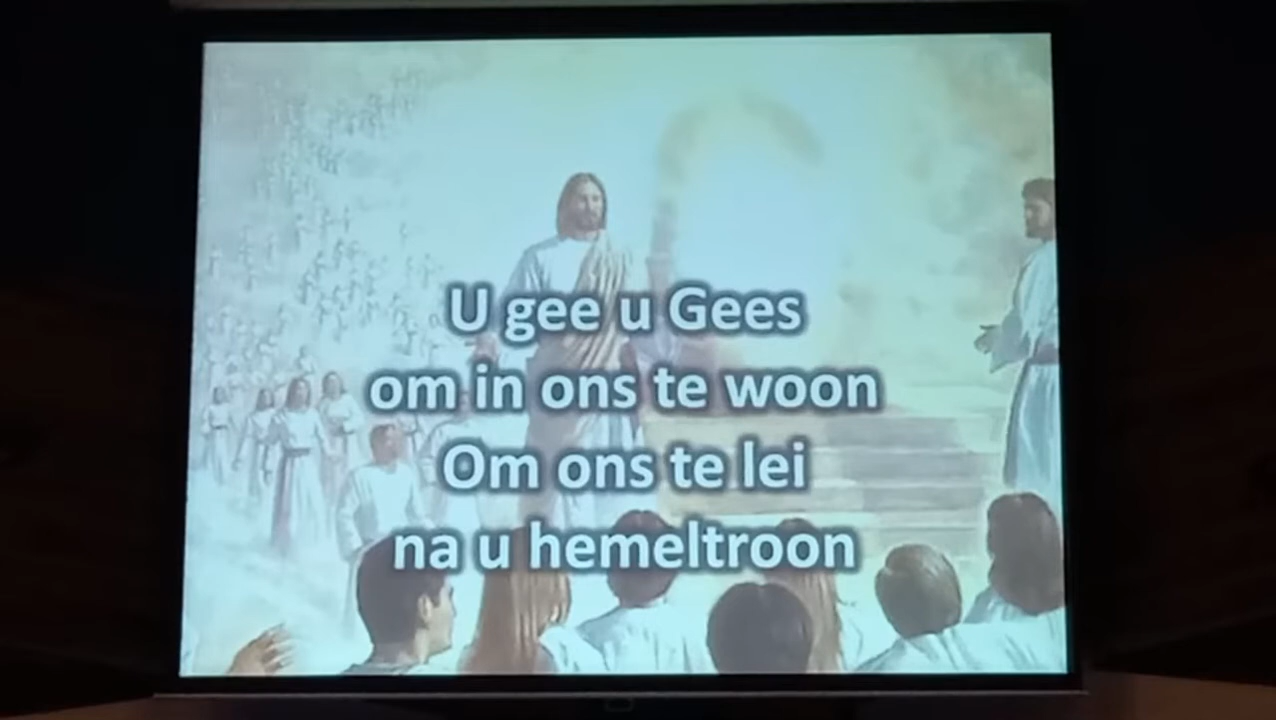 U gee u Gees
om in ons te woon
Om ons te lei
na u hemeltroon